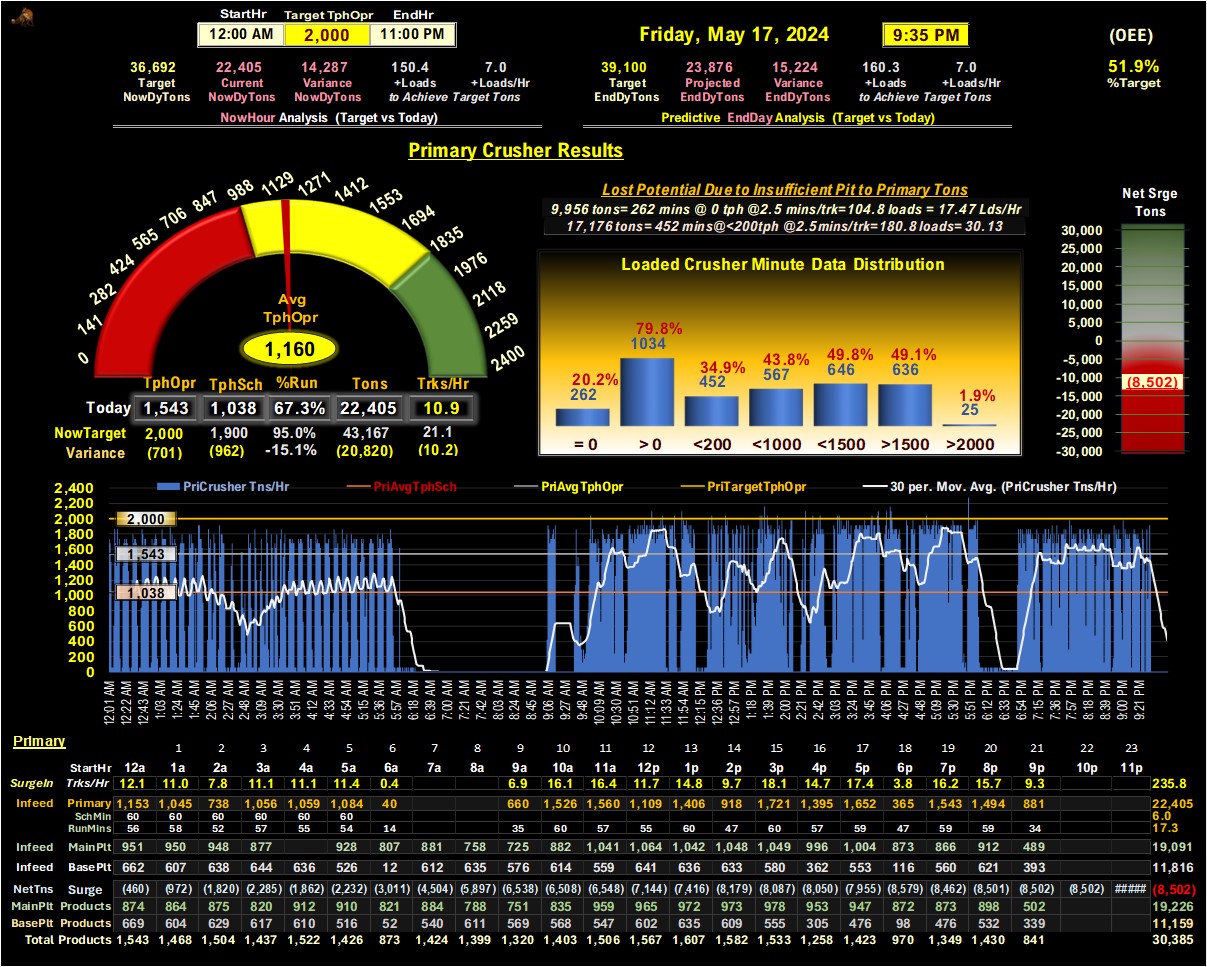 StartHr Target TphOpr EndHr
12:00 AM 2,000 11:00 PM
Friday, May 17, 2024 9:35 PM (OEE)
36,692 22,405 14,287 150.4 7.0 39,100 23,876 15,224 160.3 7.0 51.9%
Target Current Variance +Loads +Loads/Hr Target Projected Variance +Loads +Loads/Hr %Target
NowDyTons NowDyTons NowDyTons to Achieve Target Tons EndDyTons EndDyTons EndDyTons to Achieve Target Tons
NowHour Analysis (Target vs Today) Predictive EndDay Analysis (Target vs Today)
Primary Crusher Results
0 141 282 424 565 706 847 988 1129 1271 1412 1554 1694 1835 1976 2118 2259 2400
Avg
TphOpr
1,160
TphOpr TphSch %Run Tons Trks/Hr
Today 1,543 1,038 67.3% 22,405 10.9
NowTarget 2,000 1,900 95.0% 43,167 21.1
Variance (701) (962) -15.1% (20,820) (10.2)
Lost Potential Due to Insufficient Pit to Primary Tons
9,956 tons= 262 mins @ 0 tph @2.5 mins/trk=104.8 loads = 17.47 Lds/Hr
17,176 tons= 452 mins@<200tph @2.5mins/trk=180.8 loads= 30.13
Loaded Crusher Minute Data Distribution
20.2% 79.8% 34.9% 43.8% 49.8% 49.1% 1.9%
262 1034 452 567 646 636 25
= 0 > 0 <200 <1000 <1500 >1500 >2000
Net Srge
Tons
30,000
25,000
20,000
15,000
10,000
5,000
0
-5,000
-10,000
(8,502)
-15,000
-20,000
-25,000
-30,000
PriCrusher Tns/Hr PriAvgTphSch PriAvgTphOpr PriTargetTphOpr 30 per. Mov. Avg. (PriCrusher Tns/Hr)
2,400
2,200
2,000 2,000
1,800
1,600 1,543
1,400
1,200
1,000 1,038
800
600
400
200
0
12:01 AM 12:22 AM 12:43 AM 1:03 AM 1:24 AM 1:45 AM 2:06 AM 2:27 AM 2:48 AM 3:09 AM 3:30 AM 3:51 AM 4:12 AM 4:33 AM 4:54 AM 5:15 AM 5:36 AM 5:57 AM 6:18 AM 6:39 AM 7:00 AM 7:21 AM 7:42 AM 8:03 AM 8:24 AM 8:45 AM 9:06 AM 9:27 AM 9:48 AM 10:09 AM 10:30 AM 10:51 AM 11:12 AM 11:33 AM 11:54 AM 12:15 PM 12:36 PM 12:57 PM 1:18 PM 1:39 PM 2:00 PM 2:21 PM 2:42 PM 3:03 PM 3:24 PM 3:45 PM 4:06 PM 4:27 PM 4:48 PM 5:09 PM 5:30 PM 5:51 PM 6:12 PM 6:33 PM 6:54 PM 7:15 PM 7:36 PM 7:57 PM 8:18 PM 8:39 PM 9:00 PM 9:21 PM
Primary
1 2 3 4 5 6 7 8 9 10 11 12 13 14 15 16 17 18 19 20 21 22 23
StartHr 12a 1a 2a 3a 4a 5a 6a 7a 8a 9a 10a 11a 12p 1p 2p 3p 4p 5p 6p 7p 8p 9p 10p 11p
SurgeIn Trks/Hr 12.1 11.0 7.8 11.1 11.1 11.4 0.4 6.9 16.1 16.4 11.7 14.8 9.7 18.1 14.7 17.4 3.8 16.2 15.7 9.3 235.8
Infeed Primary 1,153 1,045 738 1,056 1,059 1,084 40 660 1,526 1,560 1,109 1,406 918 1,721 1,395 1,652 365 1,543 1,494 881 22,405
SchMin 60 60 60 60 60 60 6.0
RunMins 56 58 52 57 55 54 14 35 60 57 55 60 47 60 57 59 47 59 59 34 17.3
Infeed MainPlt 951 950 948 877 928 807 881 758 725 882 1,041 1,064 1,042 1,048 1,049 996 1,004 873 866 912 489 19,091
Infeed BasePlt 662 607 638 644 636 526 12 612 635 576 614 559 641 636 633 580 362 553 116 560 621 393 11,816
NetTns Surge (460) (972) (1,820) (2,285) (1,862) (2,232) (3,011) (4,504) (5,897) (6,538) (6,508) (6,548) (7,144) (7,416) (8,179) (8,087) (8,050) (7,955) (8,579) (8,462) (8,501) (8,502) (8,502) ##### (8,502)
MainPlt Products 874 864 875 820 912 910 821 884 788 751 835 959 965 972 973 978 953 947 872 873 898 502 19,226
BasePlt Products 669 604 629 617 610 516 52 540 611 569 568 547 602 635 609 555 305 476 98 476 532 339 11,159
Total Products 1,543 1,468 1,504 1,437 1,522 1,426 873 1,424 1,399 1,320 1,403 1,506 1,567 1,607 1,582 1,533 1,258 1,423 970 1,349 1,430 841 30,385